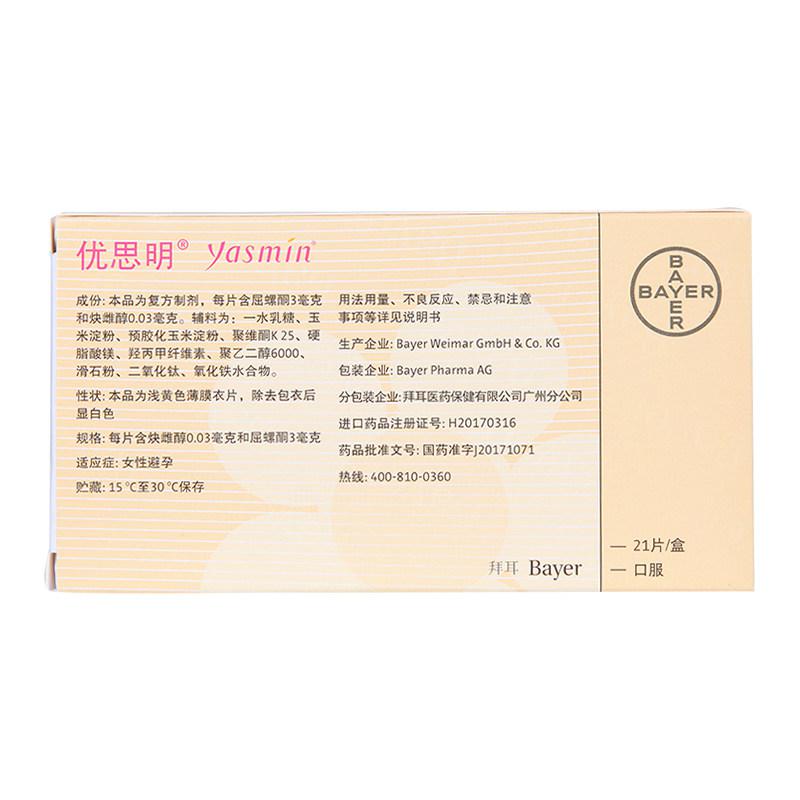 优思明® Yasmin®
成份: 本品为复方制剂，每片含屈螺酮3毫克
和炔雌醇0.03毫克。辅料为：一水乳糖、玉
米淀粉、预胶化玉米淀粉、聚维酮K 25、硬
脂酸镁、羟丙甲纤维素、聚乙二醇6000、
滑石粉、二氧化钛、氧化铁水合物。
性状: 本品为浅黄色薄膜衣片，除去包衣后
显白色
规格: 每片含炔雌醇0.03毫克和屈螺酮3毫克
适应症: 女性避孕
贮藏: 15 °C至30 °C保存
用法用量、不良反应、禁忌和注意
事项等详见说明书
生产企业: Bayer Weimar GmbH & Co. KG
包装企业: Bayer Pharma AG
分包装企业: 拜耳医药保健有限公司广州分公司
进口药品注册证号: H20170316
药品批准文号: 国药准字J20171071
热线: 400-810-0360
拜耳 Bayer
BAYER
BAYER
— 21片/盒
— 口服